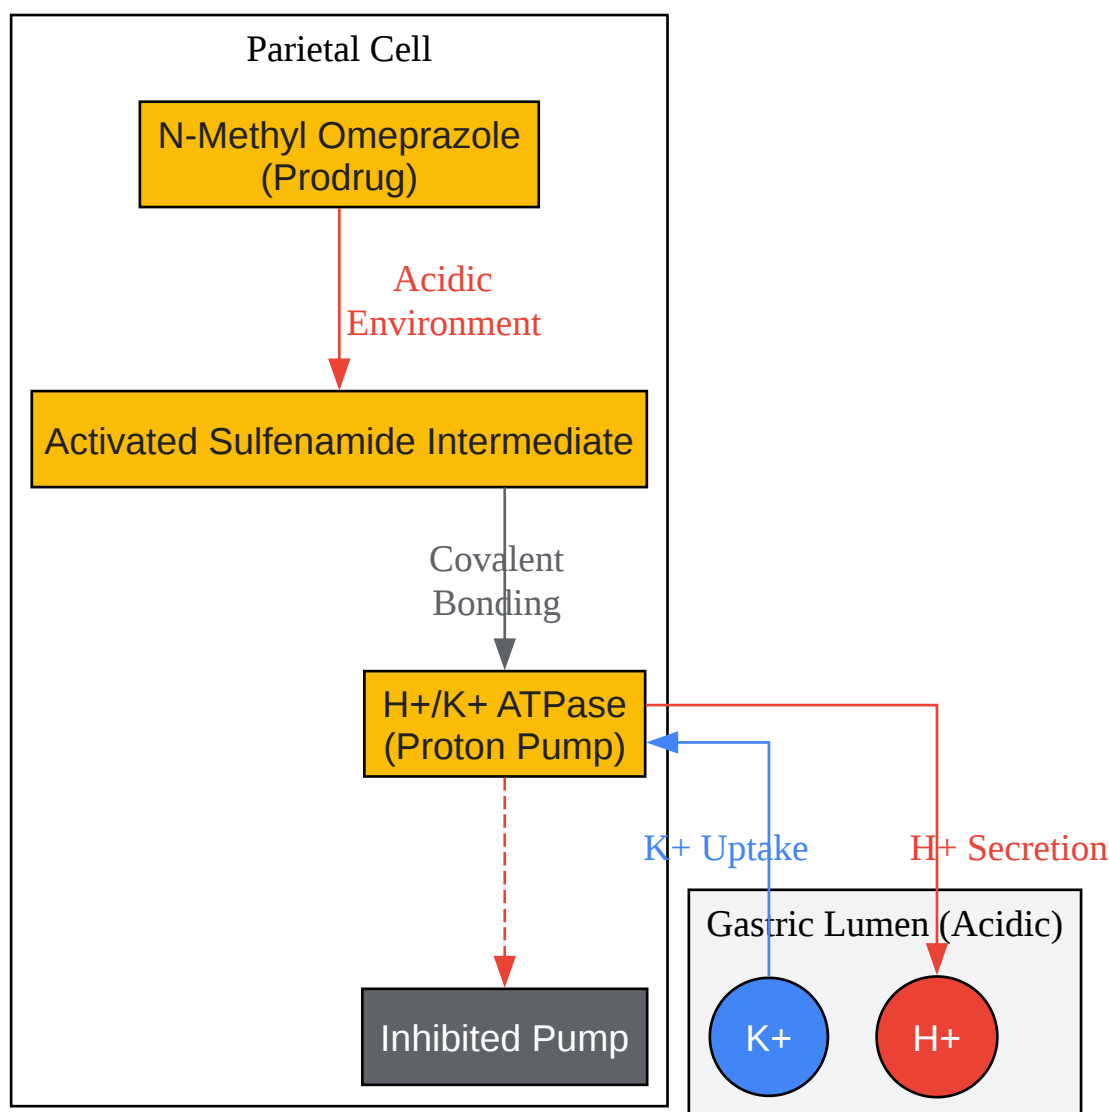 Parietal Cell
N-Methyl Omeprazole
(Prodrug)
Acidic
Environment
Activated Sulfenamide Intermediate
Covalent
Bonding
H+/K+ ATPase
(Proton Pump)
K+ Uptake
H+ Secretion
Gastric Lumen (Acidic)
Inhibited Pump
K+
H+